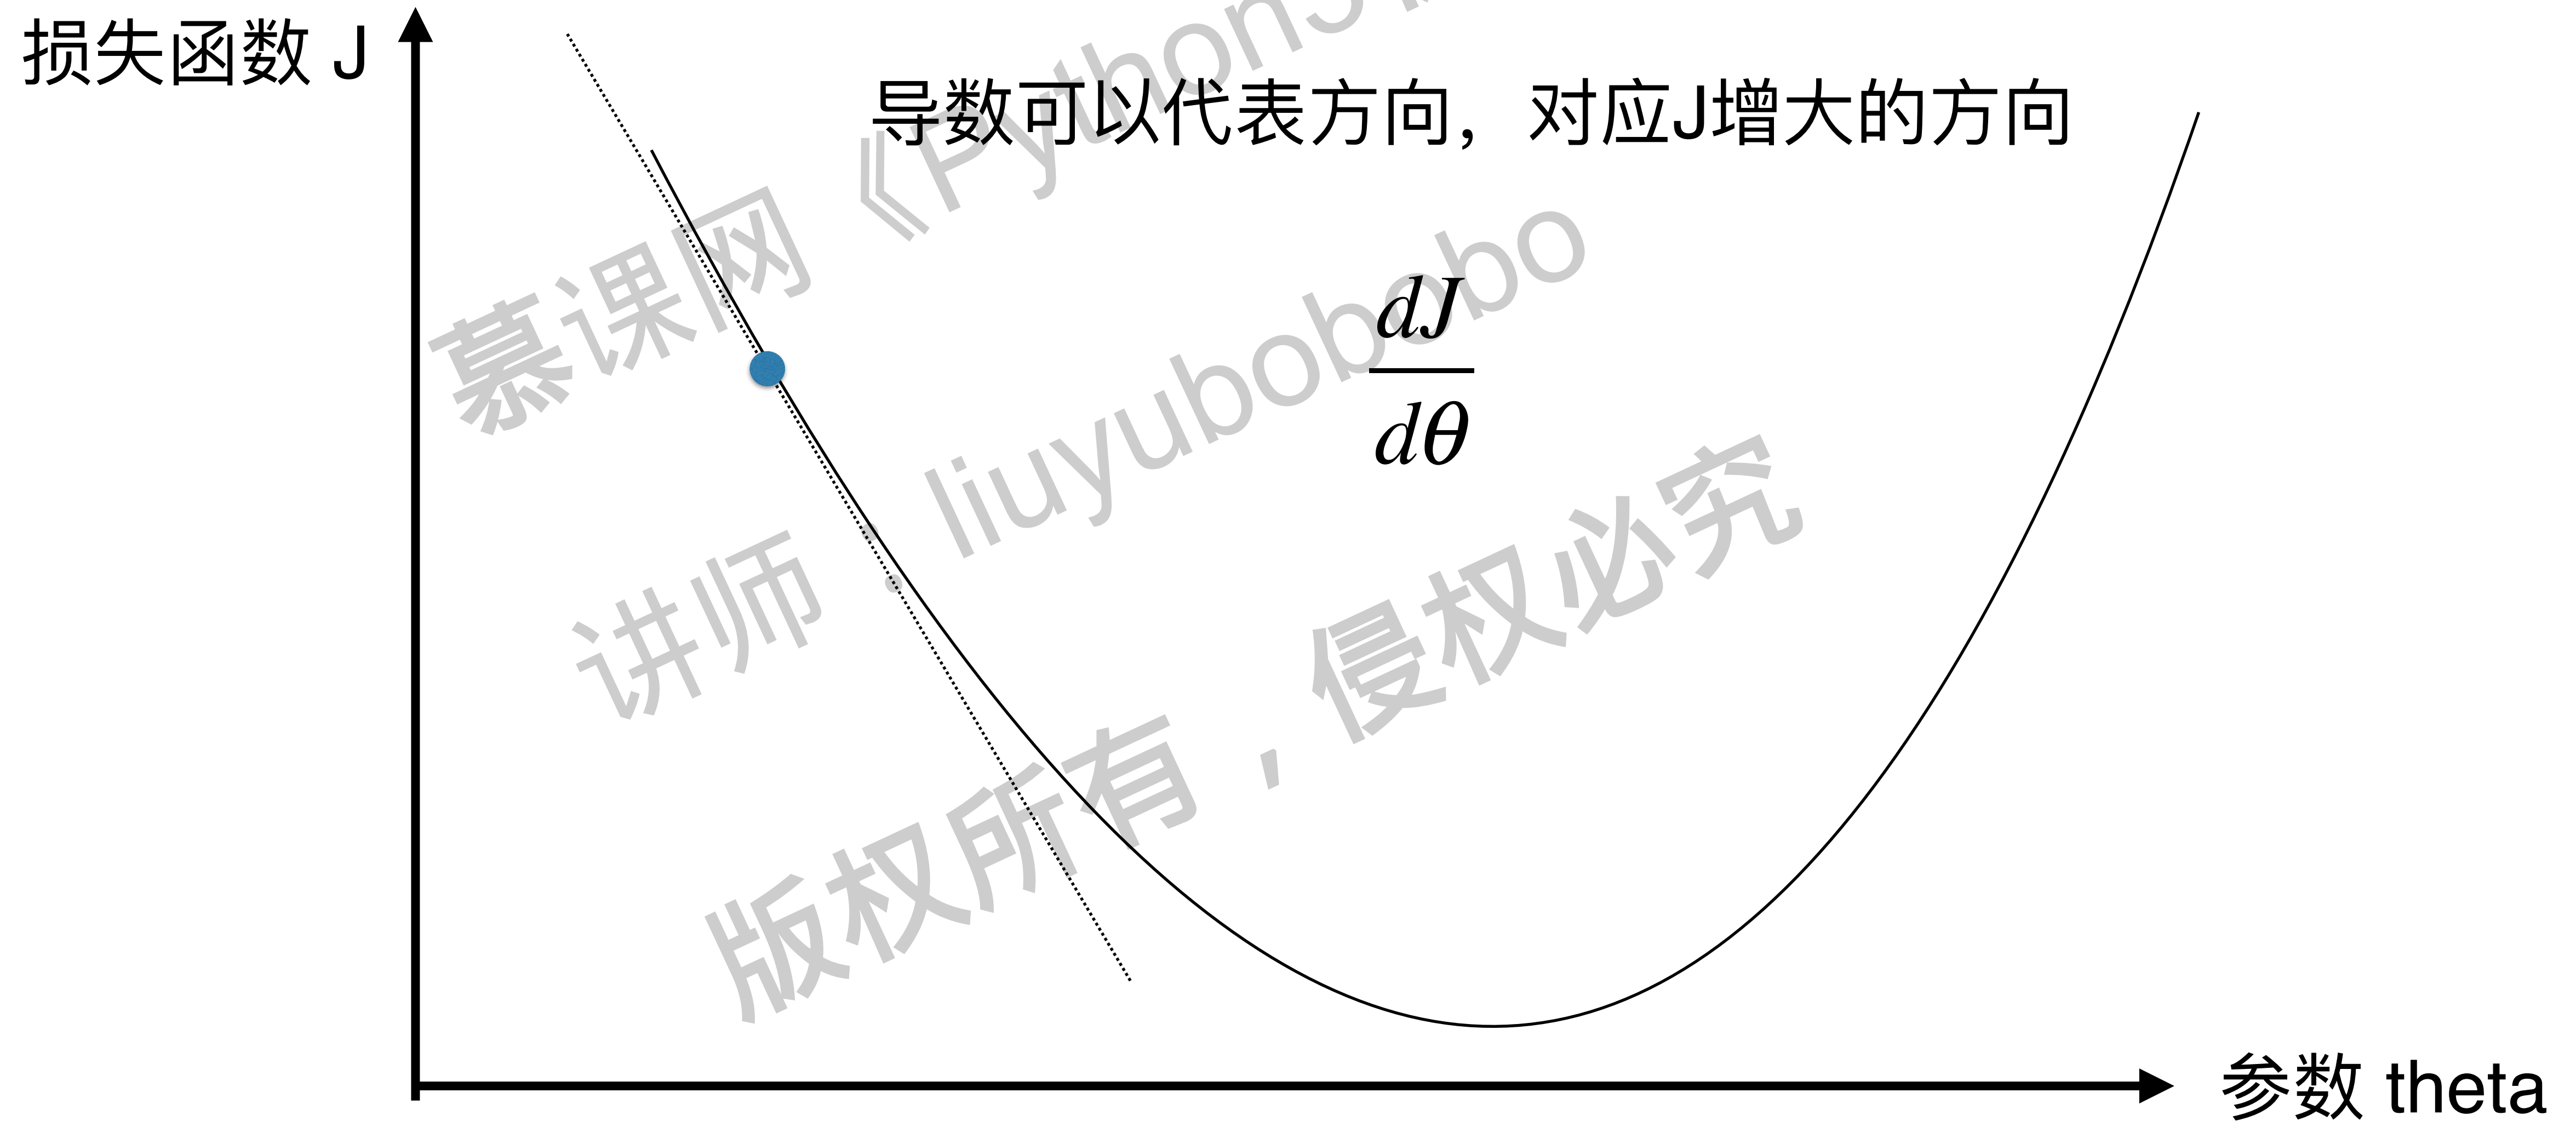 损失函数 J
导数可以代表方向，对应J增大的方向
dJ
dθ
参数 theta
慕课网《Python3
讲师 liuyubobobo
版权所有，侵权必究